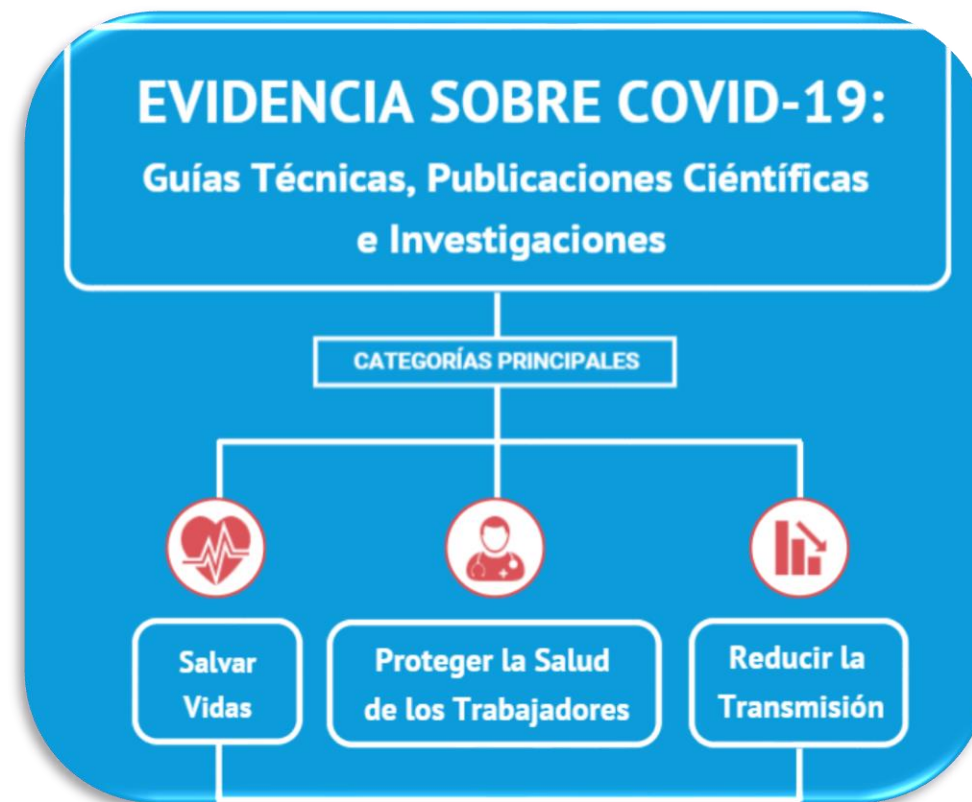 EVIDENCIA SOBRE COVID-19:
Guías Técnicas, Publicaciones Ciéntíficas
e Investigaciones
CATEGORÍAS PRINCIPALES
Salvar
Vidas
Proteger la Salud
de los Trabajadores
Reducir la
Transmisión